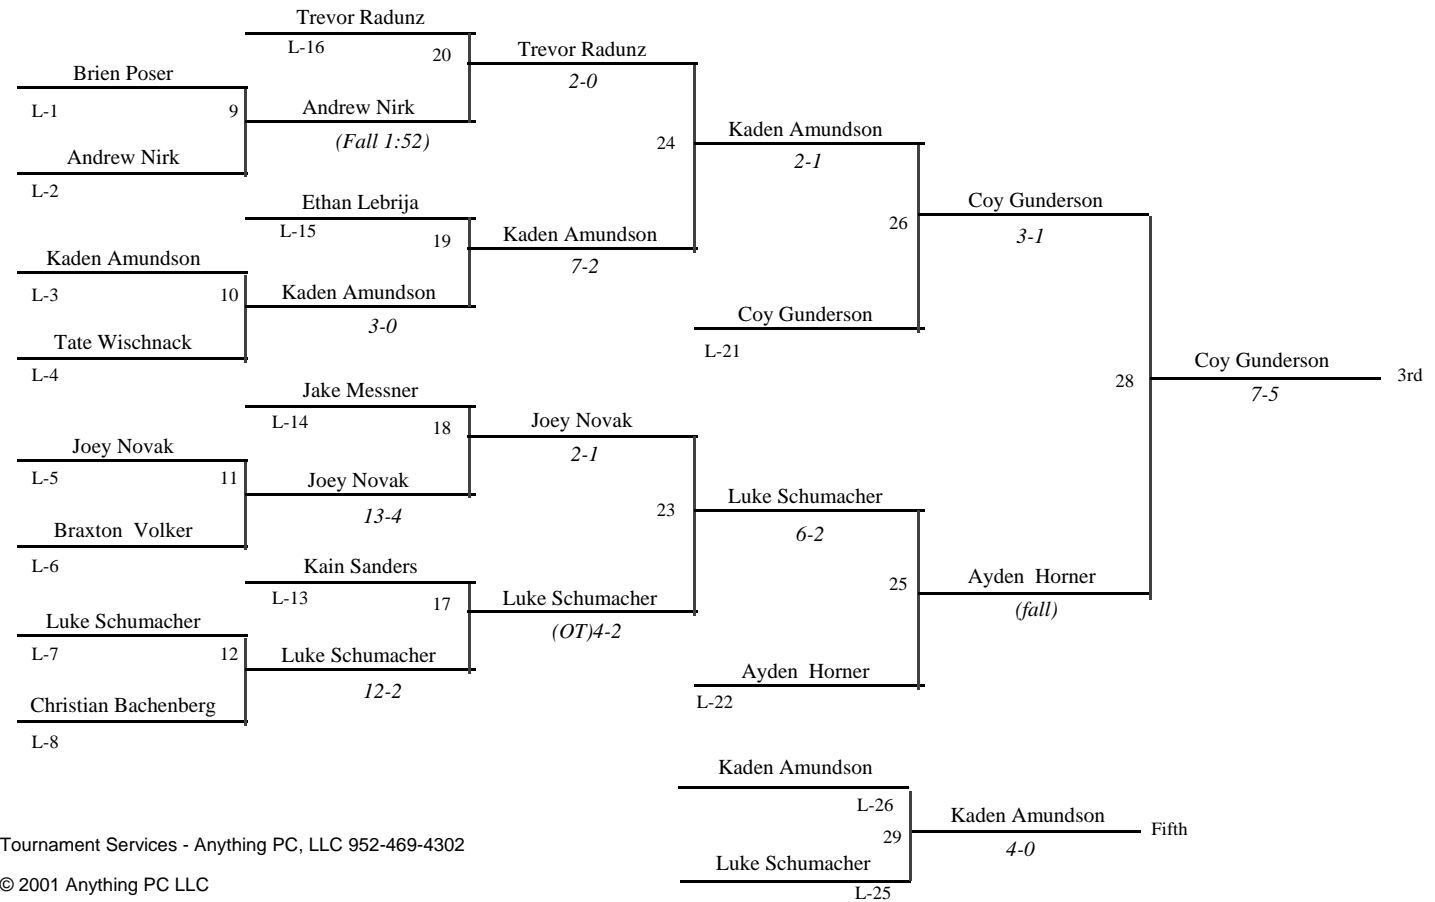 Trevor Radunz
L-16
20
Trevor Radunz
2-0
Brien Poser
L-1
9
Andrew Nirk
(Fall 1:52)
Andrew Nirk
L-2
24
Kaden Amundson
2-1
Ethan Lebrija
L-15
19
Kaden Amundson
7-2
Kaden Amundson
L-3
10
Kaden Amundson
3-0
Tate Wischnack
L-4
26
Coy Gunderson
3-1
Coy Gunderson
L-21
28
Coy Gunderson
7-5
3rd
Jake Messner
L-14
18
Joey Novak
2-1
Joey Novak
L-5
11
Joey Novak
13-4
Braxton  Volker
L-6
23
Luke Schumacher
6-2
Kain Sanders
L-13
17
Luke Schumacher
(OT)4-2
Luke Schumacher
L-7
12
Luke Schumacher
12-2
Christian Bachenberg
L-8
25
Ayden  Horner
(fall)
Ayden  Horner
L-22
Kaden Amundson
L-26
29
Kaden Amundson
4-0
Fifth
Luke Schumacher
L-25
Tournament Services - Anything PC, LLC 952-469-4302
© 2001 Anything PC LLC